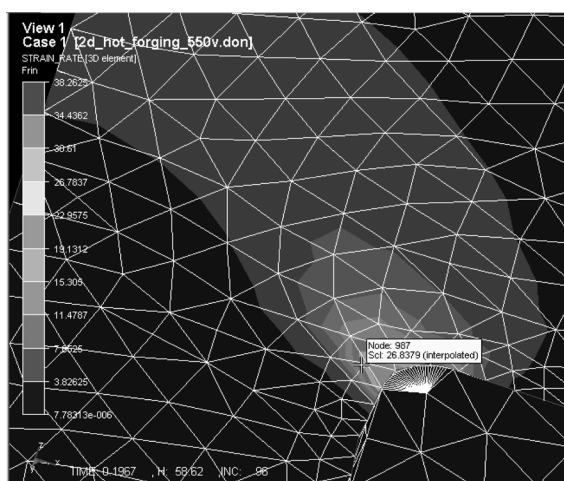 View 1
Case 1 [2d_hot_forging_550v.don]
STRAIN_RATE [3D element]
Frin
38.2625
34.4362
30.61
26.7837
22.9575
19.1312
15.305
11.4787
7.6525
3.82625
7.78313e-006
Node: 987
Scl: 26.8379 (interpolated)
z
y x
TIME: 0.1967 , H: 58.62 ,INC: 96